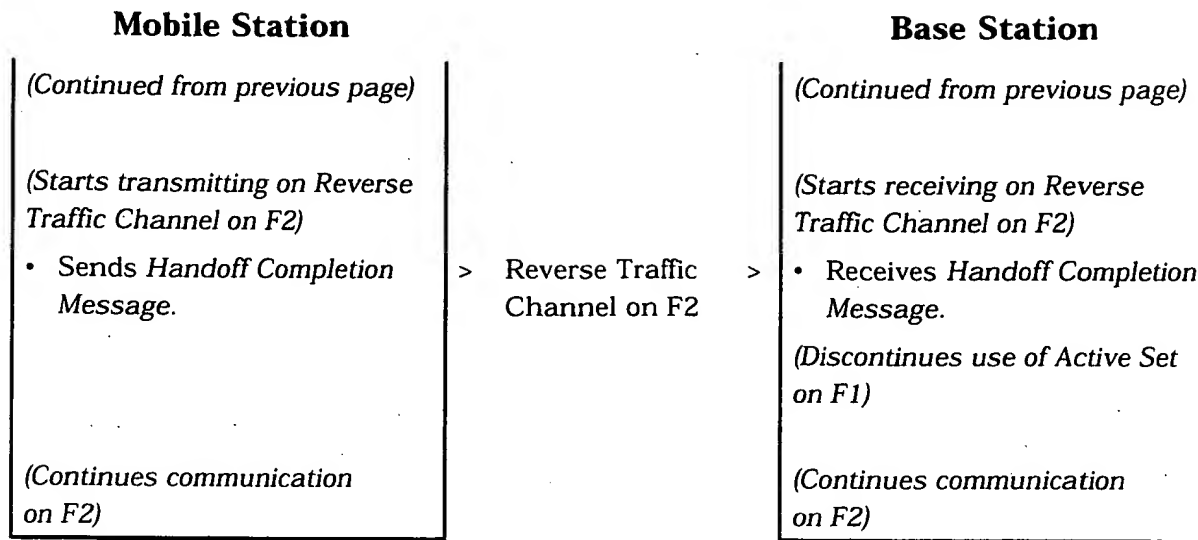 Mobile Station
Base Station
(Continued from previous page)
(Continued from previous page)
(Starts transmitting on Reverse
Traffic Channel on F2)
(Starts receiving on Reverse
Traffic Channel on F2)
• Sends Handoff Completion
Message.
> Reverse Traffic >
Channel on F2
• Receives Handoff Completion
Message.
(Discontinues use of Active Set
on F1)
(Continues communication
on F2)
(Continues communication
on F2)